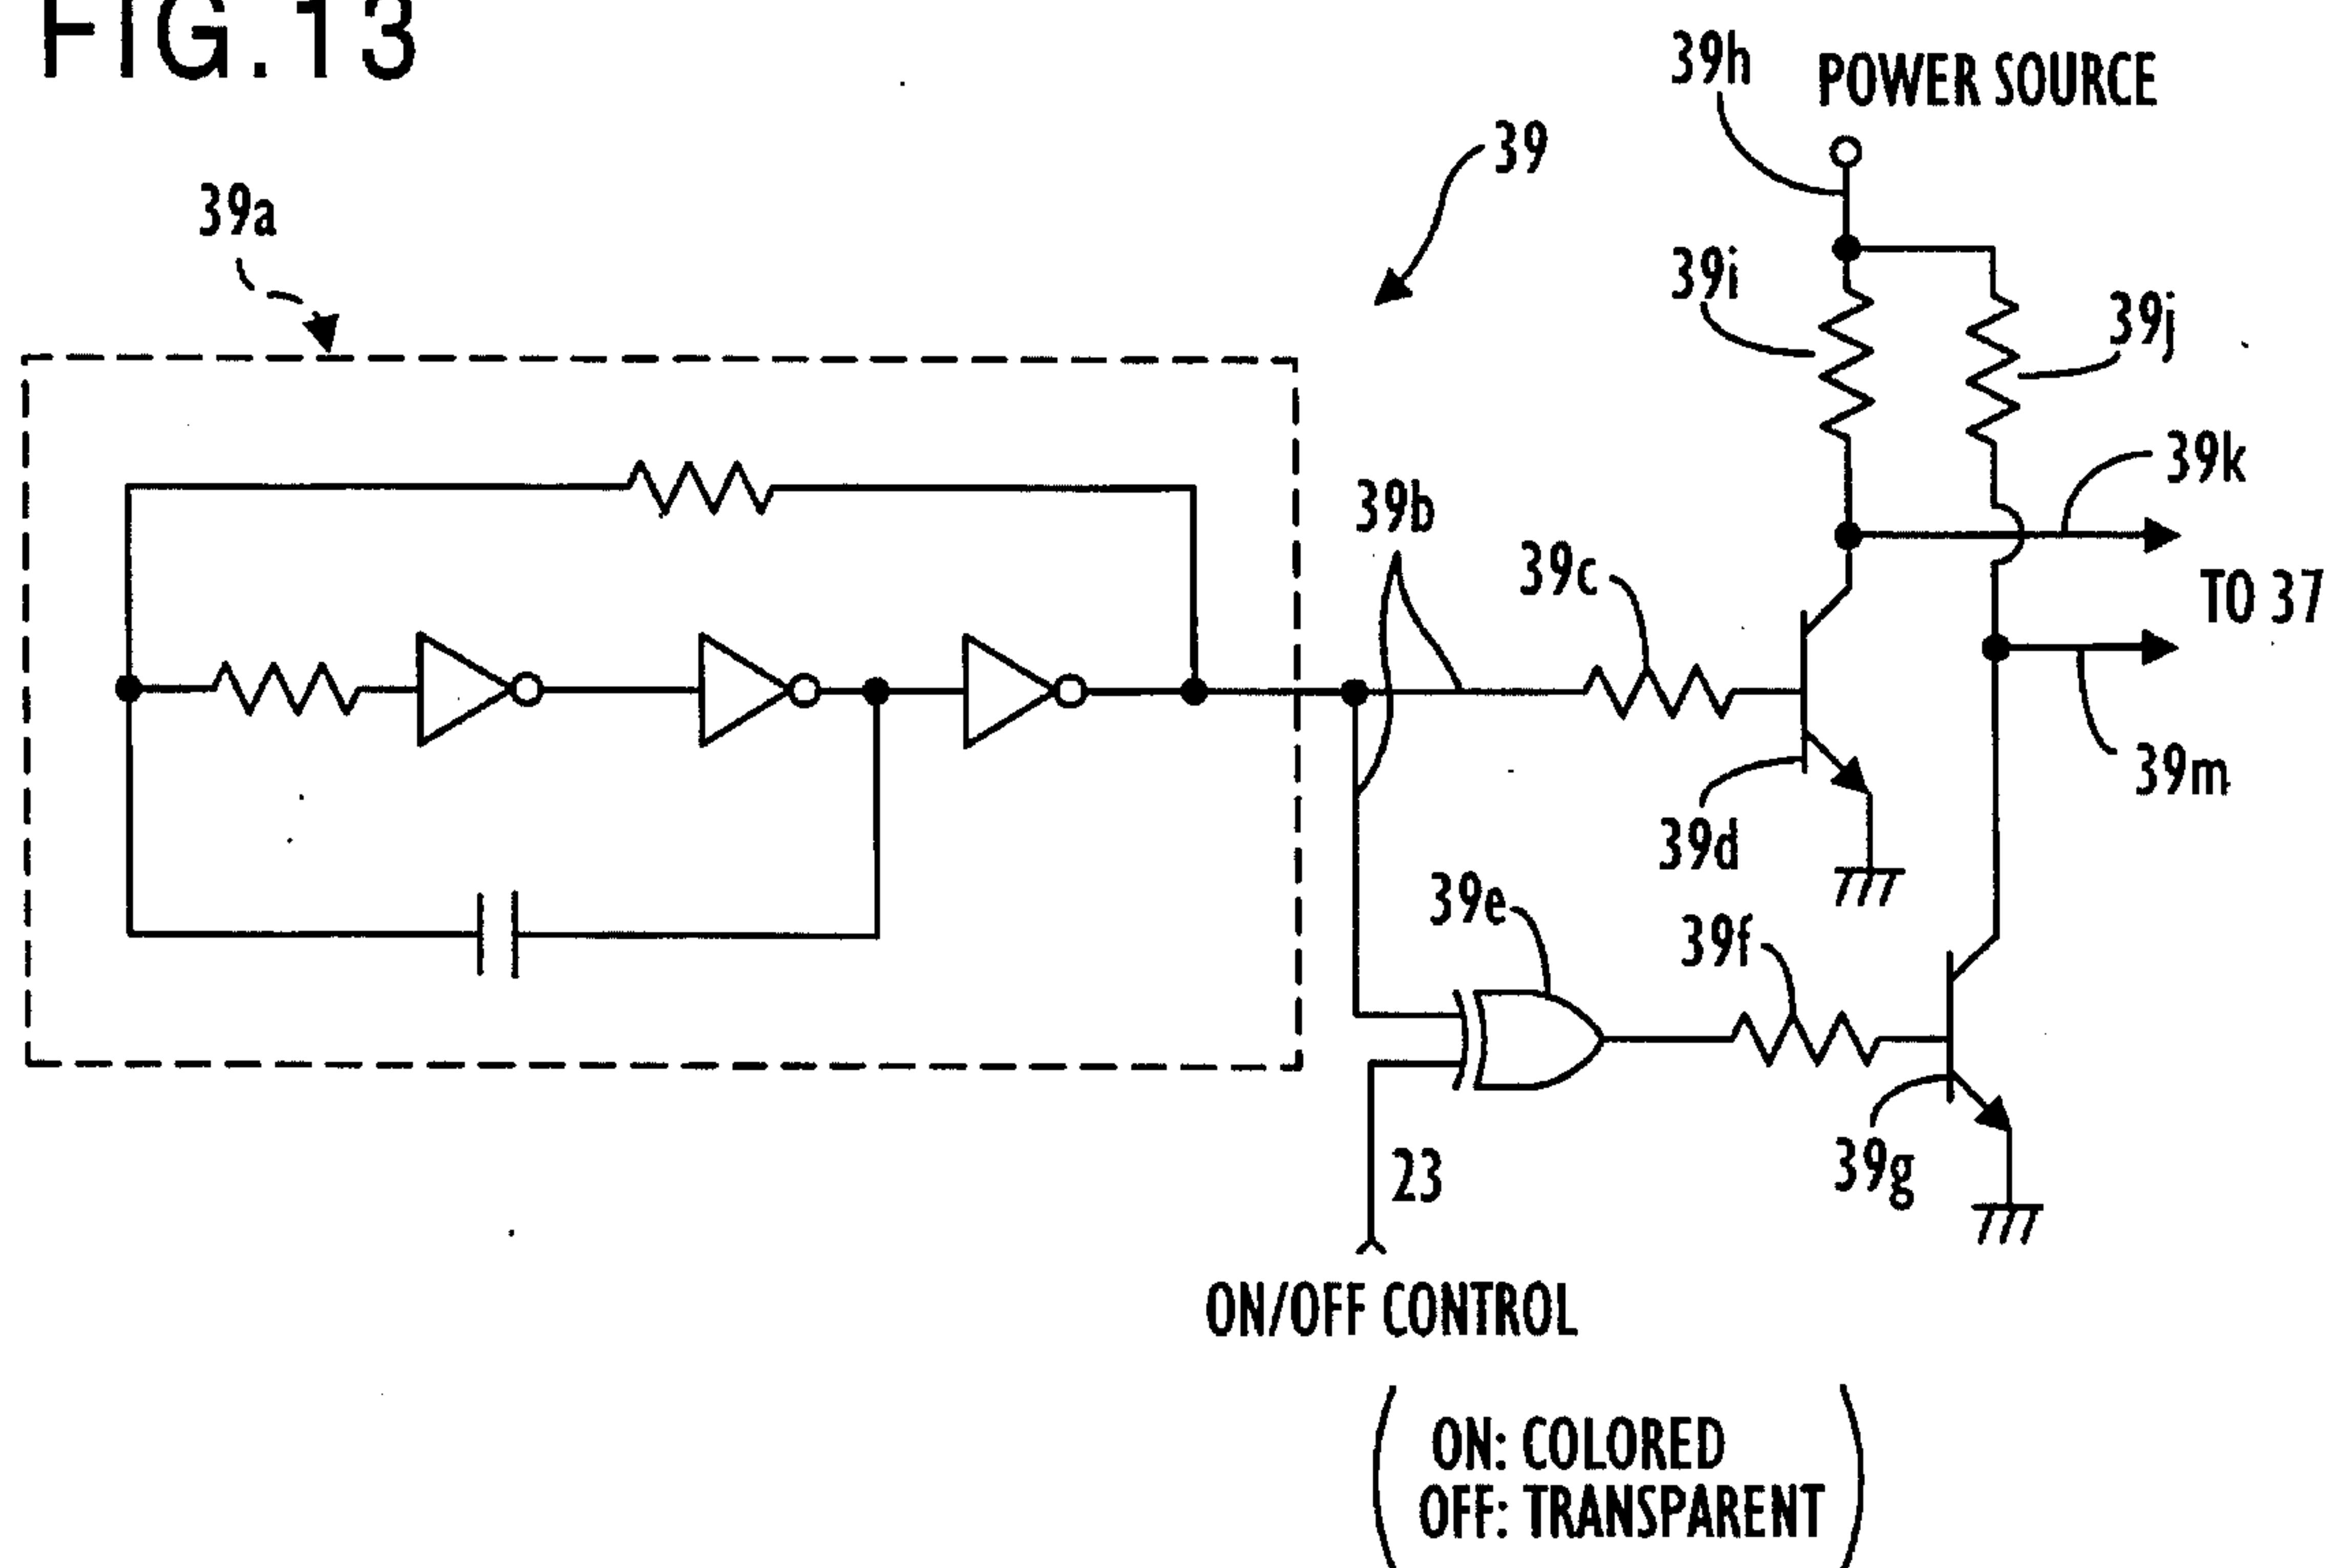 FIG.13
39h
POWER SOURCE
39
39a
39i
39j
39k
39b
39c
TO 37
39m
39d
39e
39f
39g
23
ON/OFF CONTROL
ON: COLORED
OFF: TRANSPARENT